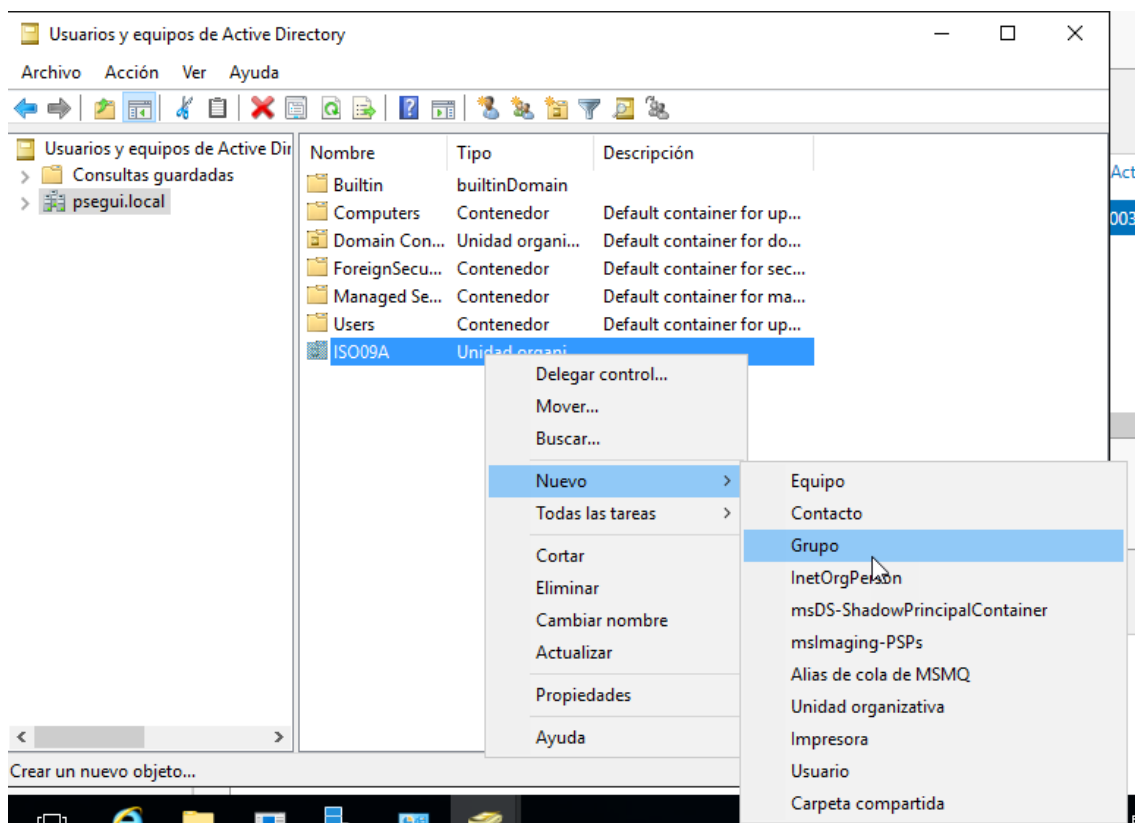 Usuarios y equipos de Active Directory
Archivo Acción Ver Ayuda
Usuarios y equipos de Active Dir
Consultas guardadas
psegui.local
Nombre Tipo Descripción
Builtin builtinDomain
Computers Contenedor Default container for up...
Domain Con... Unidad organi... Default container for do...
ForeignSecu... Contenedor Default container for sec...
Managed Se... Contenedor Default container for ma...
Users Contenedor Default container for up...
ISO09A Unidad organi
Delegar control...
Mover...
Buscar...
Nuevo
Todas las tareas
Cortar
Eliminar
Cambiar nombre
Actualizar
Propiedades
Ayuda
Equipo
Contacto
Grupo
InetOrgPerson
msDS-ShadowPrincipalContainer
msImaging-PSPs
Alias de cola de MSMQ
Unidad organizativa
Impresora
Usuario
Carpeta compartida
Crear un nuevo objeto...
Act
003